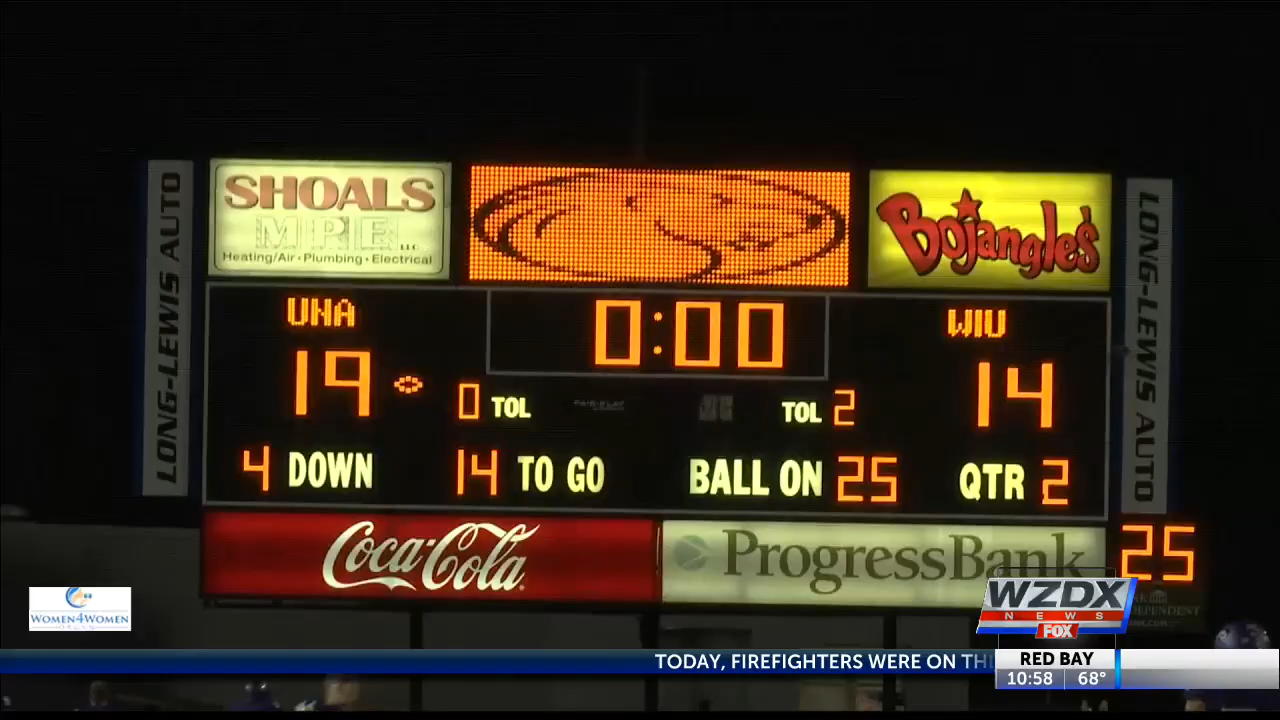 LONG-LEWIS AUTO
SHOALS
MPE LLC
Heating/Air • Plumbing • Electrical
Bojangles'
LONG-LEWIS AUTO
UNA
0:00
WIU
19
0 TOL
TOL 2
14
4 DOWN
14 TO GO
BALL ON 25
QTR 2
Coca-Cola
ProgressBank
25
WOMEN4WOMEN
WZDX
NEWS
FOX
TODAY, FIREFIGHTERS WERE ON
RED BAY
10:58 68°